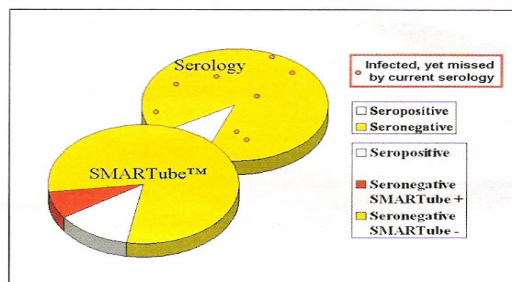 Serology
SMARTube™
Infected, yet missed
by current serology
Seropositive
Seronegative
Seropositive
Seronegative
SMARTube +
Seronegative
SMARTube -